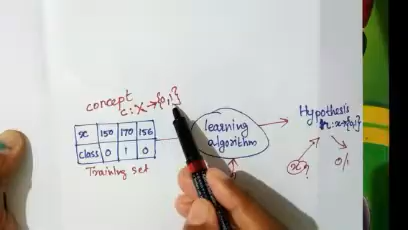 concept
c: X → {0,1}
x 150 170 156
class 0 1 0
Training set
learning
algorithm
Hypothesis
h: x→{0,1}
x?
0/1